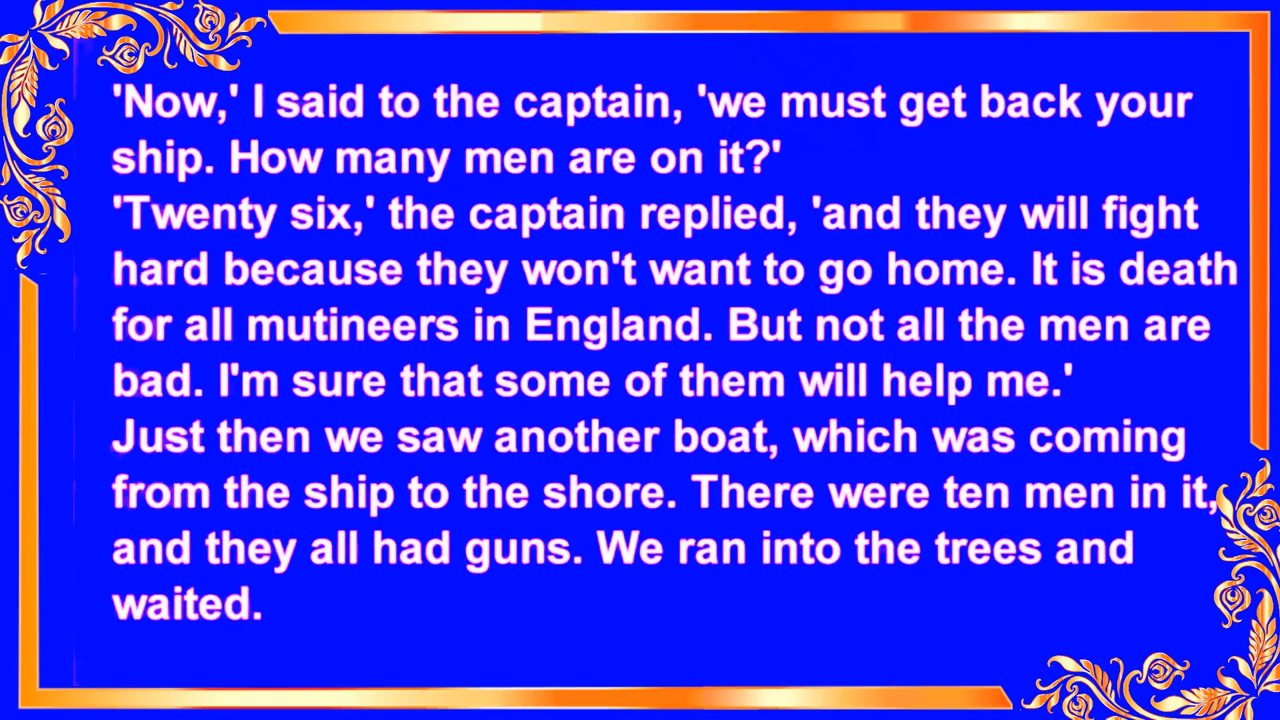 'Now,' I said to the captain, 'we must get back your
ship. How many men are on it?'
'Twenty six,' the captain replied, 'and they will fight
hard because they won't want to go home. It is death
for all mutineers in England. But not all the men are
bad. I'm sure that some of them will help me.'
Just then we saw another boat, which was coming
from the ship to the shore. There were ten men in it,
and they all had guns. We ran into the trees and
waited.